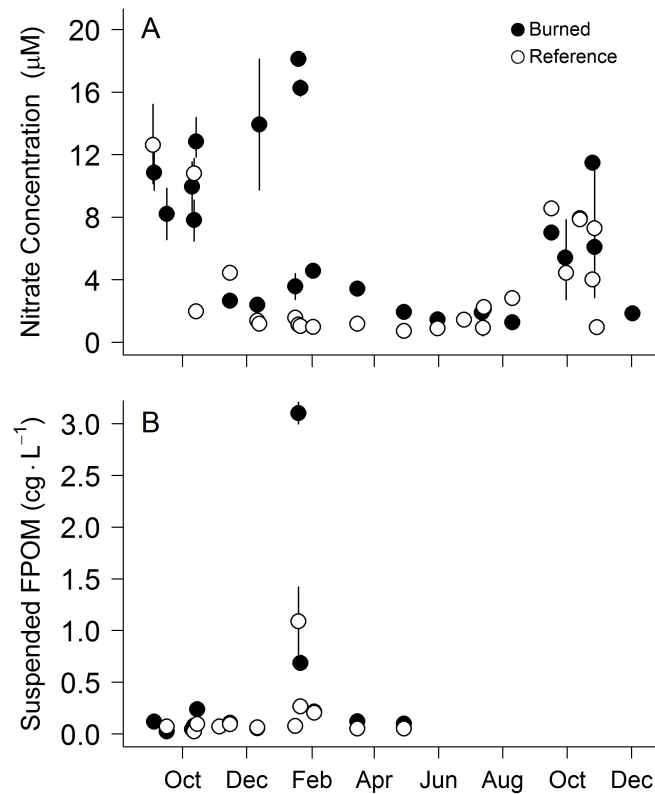 A
Burned
Reference
Nitrate Concentration (μM)
20
16
12
8
4
0
B
Suspended FPOM (cg · L⁻¹)
3.0
2.5
2.0
1.5
1.0
0.5
0.0
Oct Dec Feb Apr Jun Aug Oct Dec